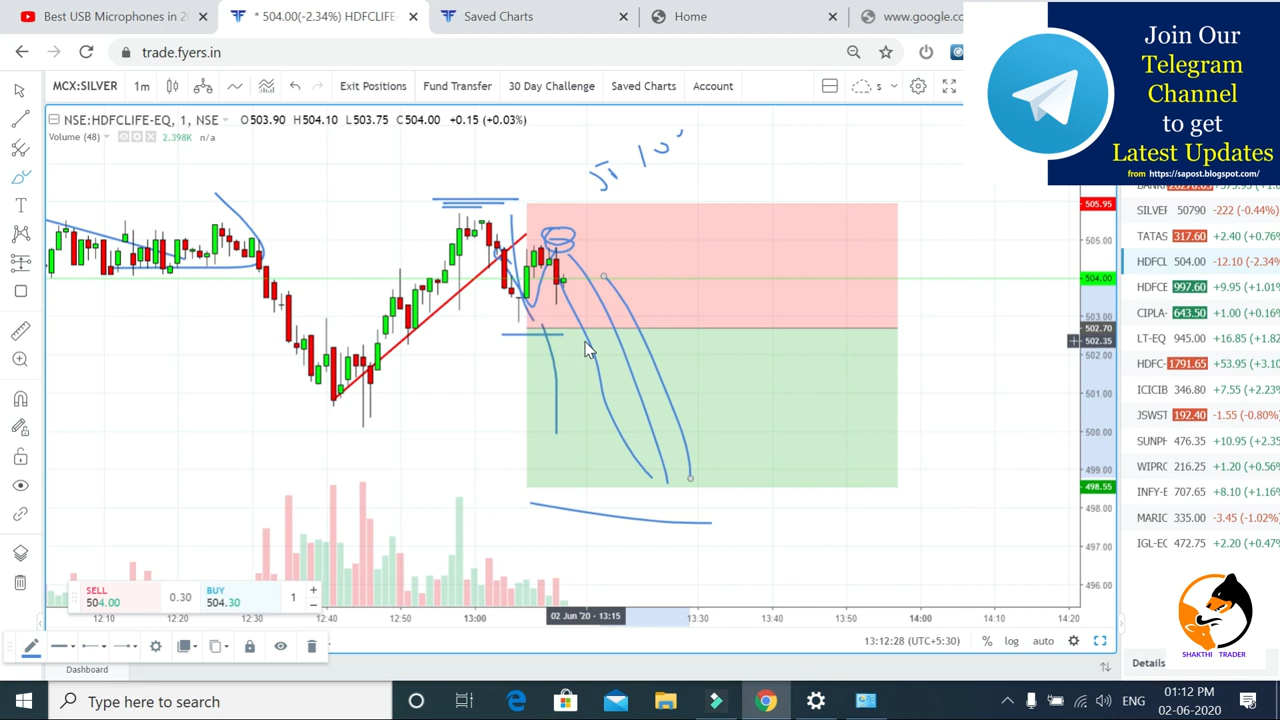 Best USB Microphones in 2
* 504.00(-2.34%) HDFCLIFE-
Saved Charts
Home
www.google.co
trade.fyers.in
Join Our
Telegram
Channel
to get
Latest Updates
from https://sapost.blogspot.com/
MCX:SILVER 1m Exit Positions Fund Transfer 30 Day Challenge Saved Charts Account s
NSE:HDFCLIFE-EQ, 1, NSE O503.90 H504.10 L503.75 C504.00 +0.15 (+0.03%)
Volume (48) 2.398K n/a
505.95
505.00
504.00
503.00
502.70
502.35
502.00
501.00
500.00
499.00
498.55
498.00
497.00
496.00
SILVER 50790 -222 (-0.44%)
TATAS 317.60 +2.40 (+0.76%
HDFCL 504.00 -12.10 (-2.34%
HDFCE 997.60 +9.95 (+1.01%
CIPLA- 643.50 +1.00 (+0.16%
LT-EQ 945.00 +16.85 (+1.82
HDFC- 1791.65 +53.95 (+3.10
ICICIB 346.80 +7.55 (+2.23%
JSWST 192.40 -1.55 (-0.80%)
SUNPH 476.35 +10.95 (+2.35
WIPRC 216.25 +1.20 (+0.56%
INFY-E 707.65 +8.10 (+1.16%
MARIC 335.00 -3.45 (-1.02%)
IGL-EC 472.75 +2.20 (+0.47%
SELL
504.00
0.30
BUY
504.30
1
12:10 12:20 12:30 12:40 12:50 13:00 02 Jun '20 - 13:15 13:30 13:40 13:50 14:00 14:10 14:20
13:12:28 (UTC+5:30) % log auto
SHAKTHI TRADER
Dashboard
Details
Type here to search
ENG
01:12 PM
02-06-2020